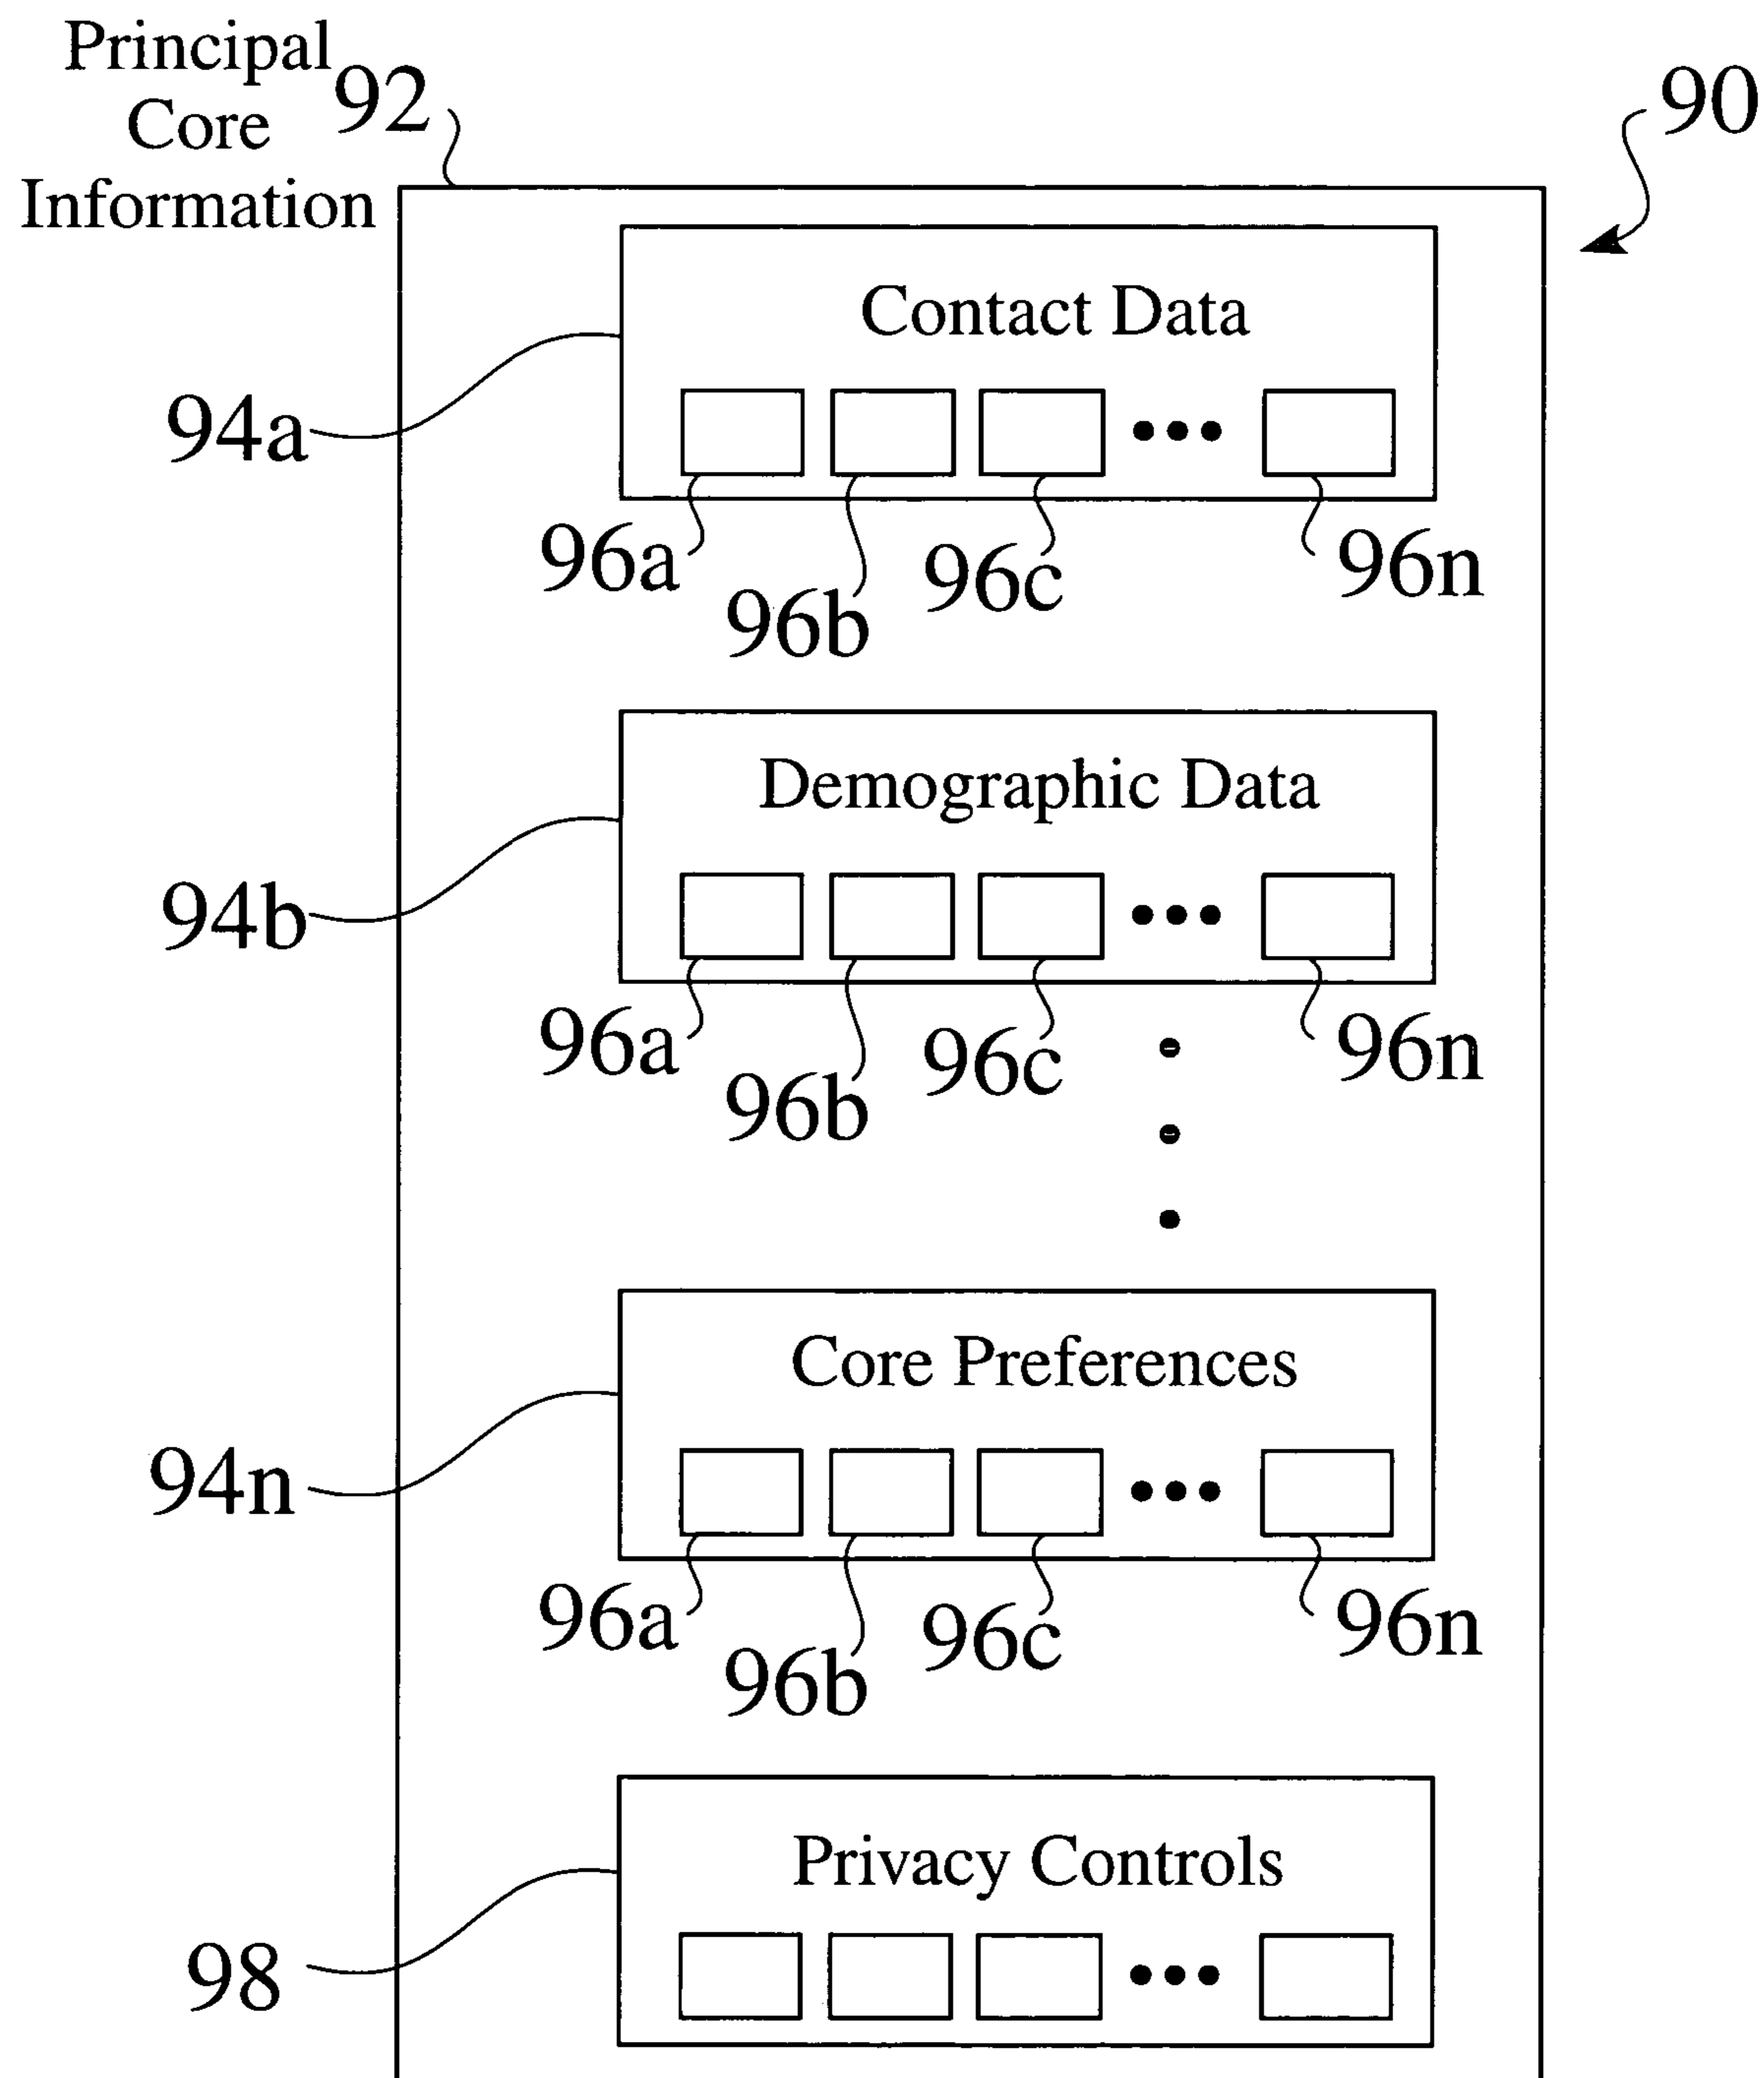 Principal
Core
Information
92
90
Contact Data
94a
96a
96b
96c
96n
Demographic Data
94b
96a
96b
96c
96n
Core Preferences
94n
96a
96b
96c
96n
Privacy Controls
98